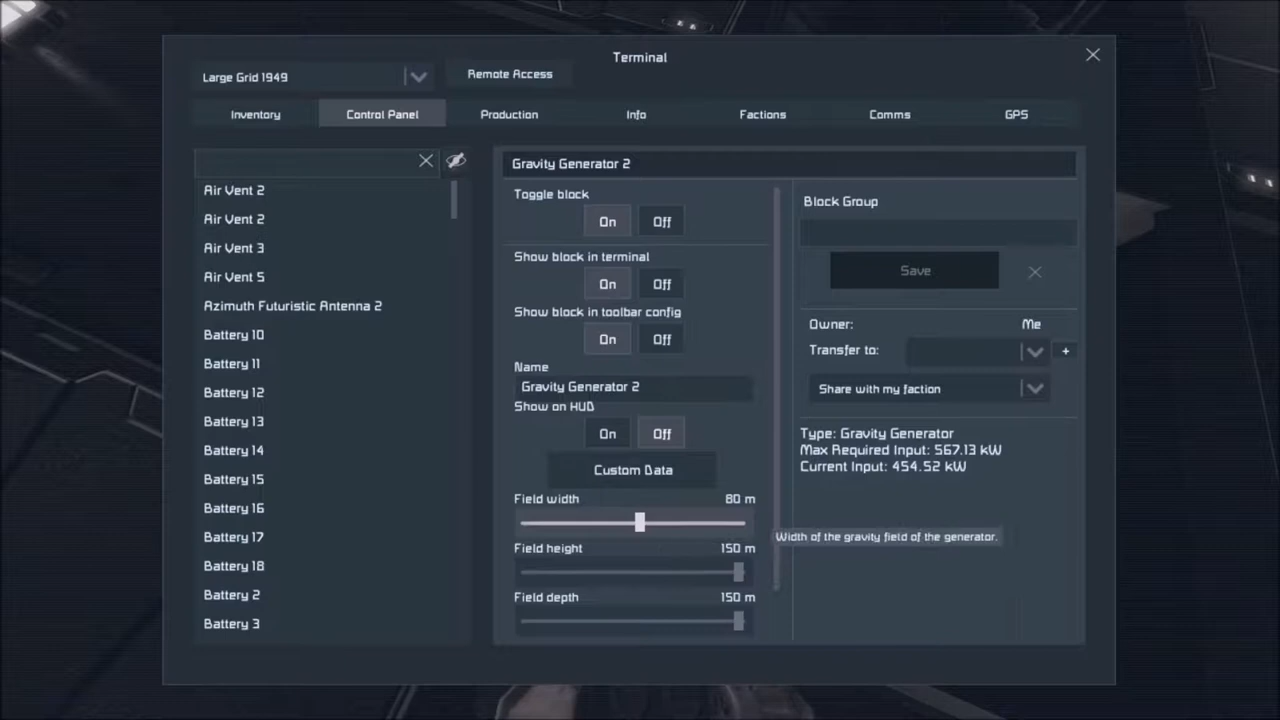 Terminal
Large Grid 1949
Remote Access
Inventory
Control Panel
Production
Info
Factions
Comms
GPS
Air Vent 2
Air Vent 2
Air Vent 3
Air Vent 5
Azimuth Futuristic Antenna 2
Battery 10
Battery 11
Battery 12
Battery 13
Battery 14
Battery 15
Battery 16
Battery 17
Battery 18
Battery 2
Battery 3
Gravity Generator 2
Toggle block
On Off
Show block in terminal
On Off
Show block in toolbar config
On Off
Name
Gravity Generator 2
Show on HUD
On Off
Custom Data
Field width 80 m
Field height 150 m
Field depth 150 m
Width of the gravity field of the generator.
Block Group
Save
Owner: Me
Transfer to: +
Share with my faction
Type: Gravity Generator
Max Required Input: 567.13 kW
Current Input: 454.52 kW